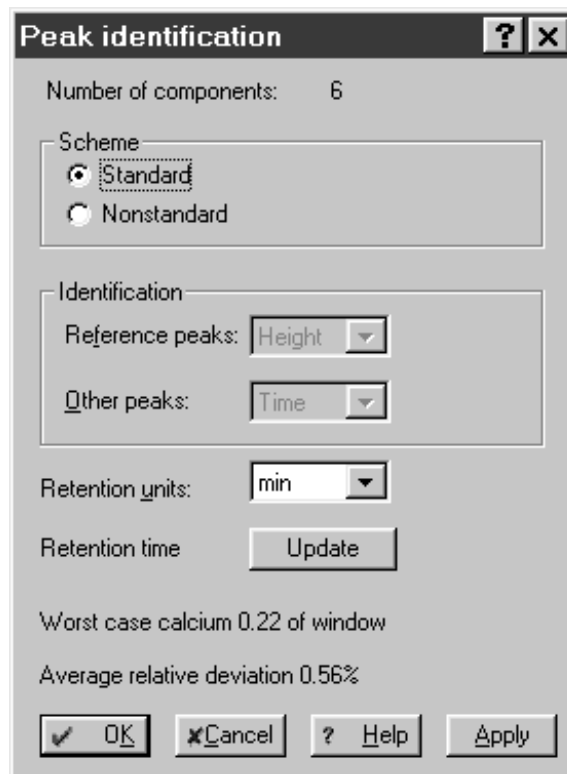 Peak identification
Number of components: 6
Scheme
Standard
Nonstandard
Identification
Reference peaks: Height
Other peaks: Time
Retention units: min
Retention time Update
Worst case calcium 0.22 of window
Average relative deviation 0.56%
OK Cancel ? Help Apply